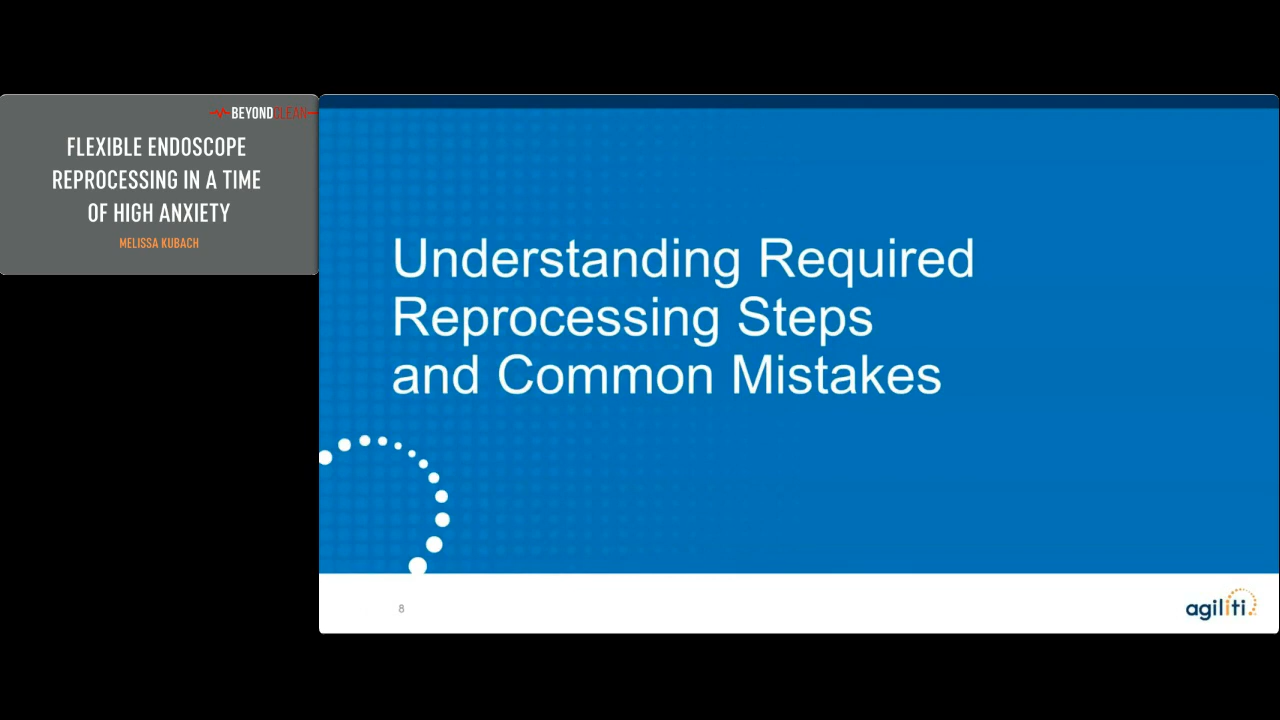 BEYONDCLEAN
FLEXIBLE ENDOSCOPE
REPROCESSING IN A TIME
OF HIGH ANXIETY
MELISSA KUBACH
Understanding Required
Reprocessing Steps
and Common Mistakes
8
agiliti